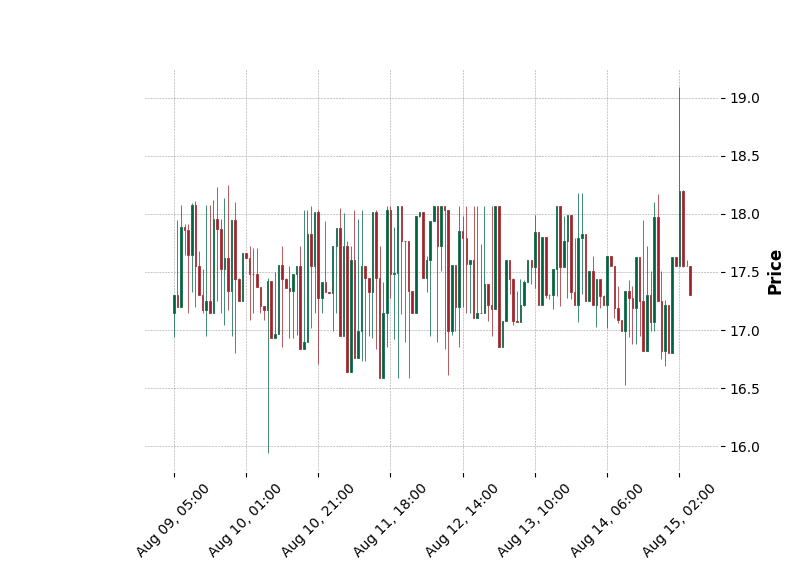 19.0
18.5
18.0
17.5
17.0
16.5
16.0
Price
Aug 09, 05:00
Aug 10, 01:00
Aug 10, 21:00
Aug 11, 18:00
Aug 12, 14:00
Aug 13, 10:00
Aug 14, 06:00
Aug 15, 02:00